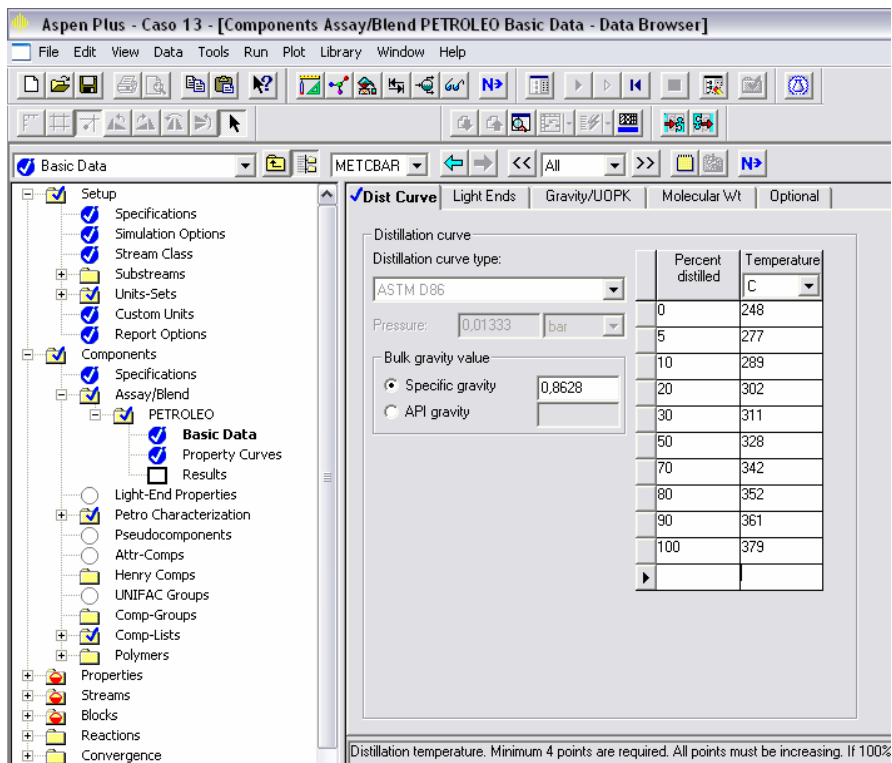 Aspen Plus - Caso 13 - [Components Assay/Blend PETROLEO Basic Data - Data Browser]
File Edit View Data Tools Run Plot Library Window Help
N>
Basic Data METCBAR << All >> N>
Setup
Specifications
Simulation Options
Stream Class
Substreams
Units-Sets
Custom Units
Report Options
Components
Specifications
Assay/Blend
PETROLEO
Basic Data
Property Curves
Results
Light-End Properties
Petro Characterization
Pseudocomponents
Attr-Comps
Henry Comps
UNIFAC Groups
Comp-Groups
Comp-Lists
Polymers
Properties
Streams
Blocks
Reactions
Convergence
Dist Curve Light Ends Gravity/UOPK Molecular Wt Optional
Distillation curve
Distillation curve type:
ASTM D86
Pressure: 0,01333 bar
Bulk gravity value
Specific gravity 0,8628
API gravity
Percent distilled Temperature
C
0 248
5 277
10 289
20 302
30 311
50 328
70 342
80 352
90 361
100 379
Distillation temperature. Minimum 4 points are required. All points must be increasing. If 100%